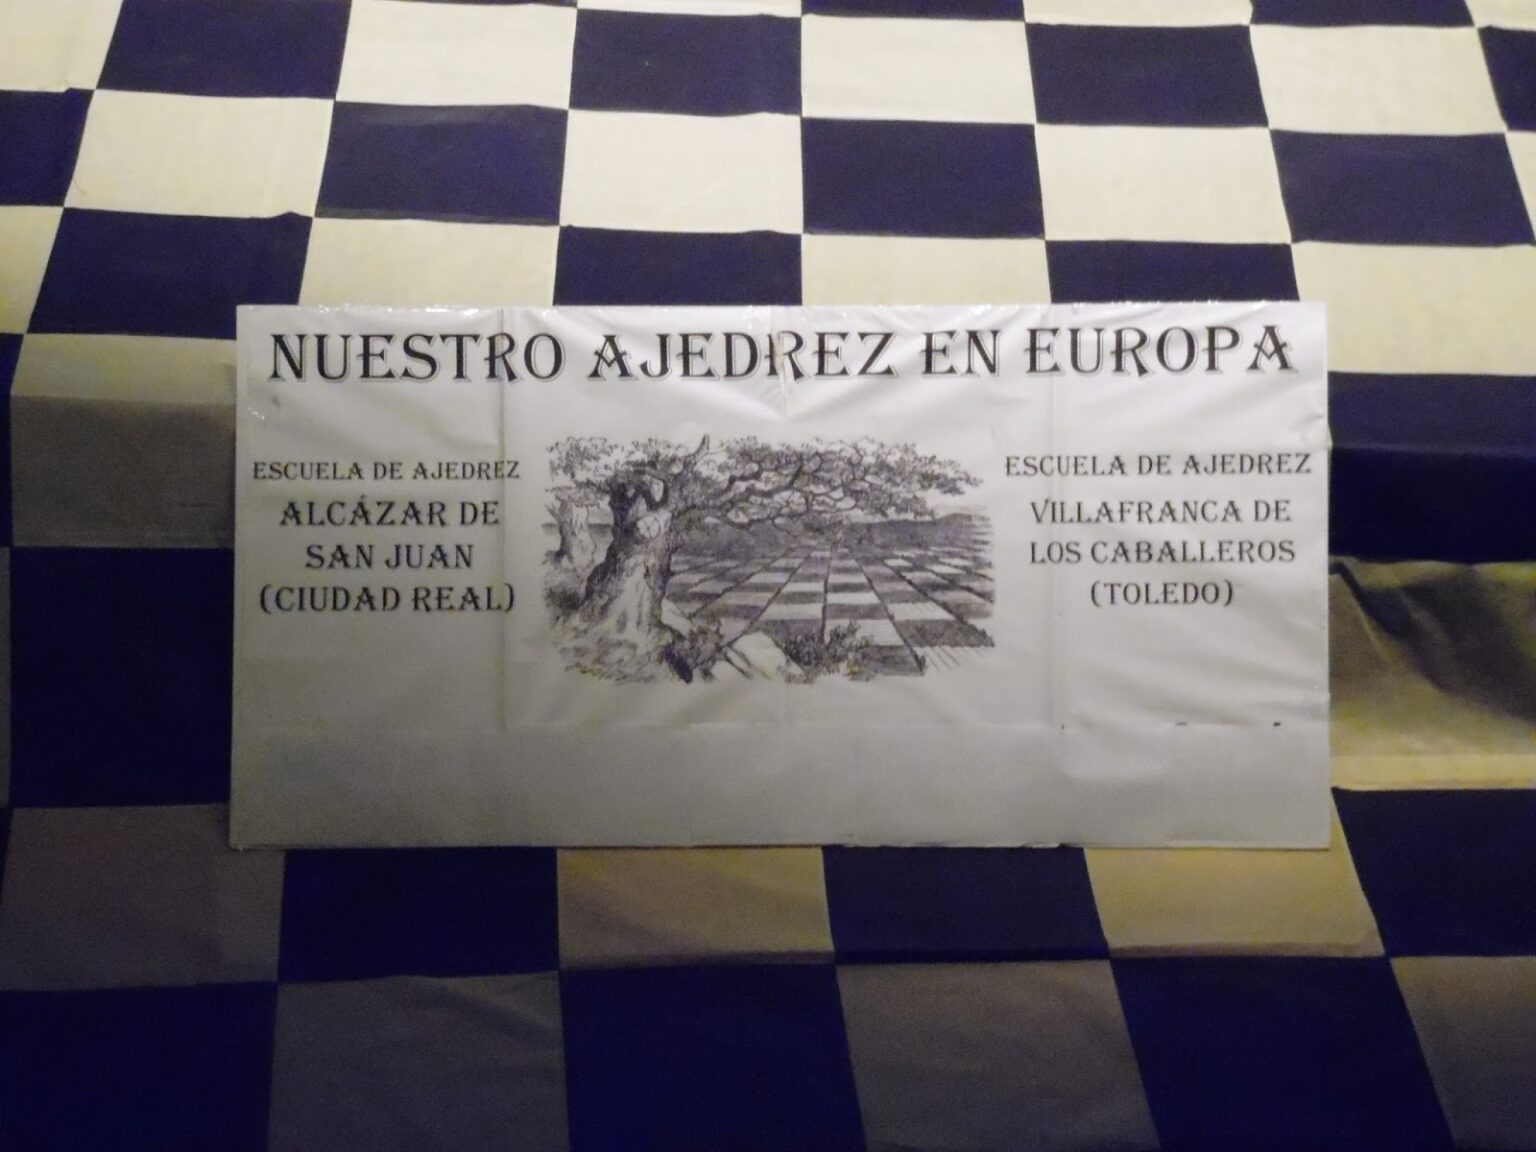 NUESTRO AJEDREZ EN EUROPA
ESCUELA DE AJEDREZ
ALCÁZAR DE
SAN JUAN
(CIUDAD REAL)
ESCUELA DE AJEDREZ
VILLAFRANCA DE
LOS CABALLEROS
(TOLEDO)